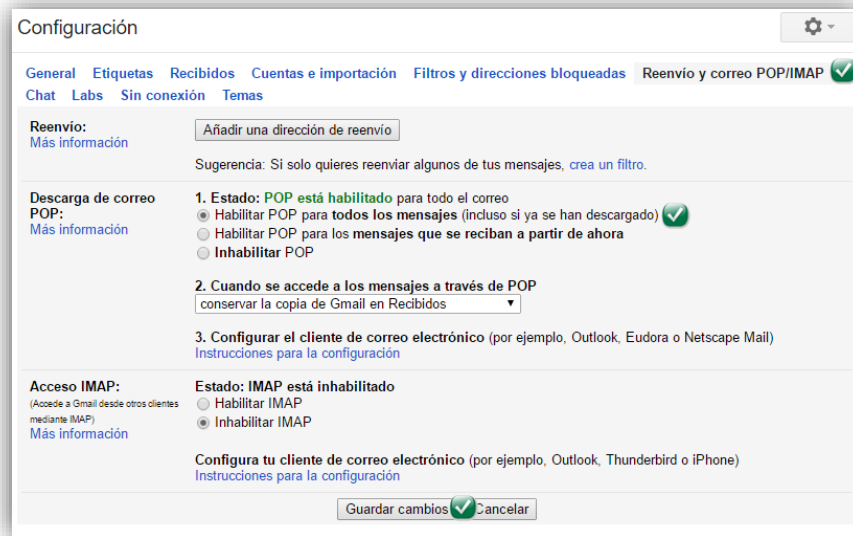 Configuración
General Etiquetas Recibidos Cuentas e importación Filtros y direcciones bloqueadas Reenvío y correo POP/IMAP
Chat Labs Sin conexión Temas
Reenvío:
Más información
Añadir una dirección de reenvío
Sugerencia: Si solo quieres reenviar algunos de tus mensajes, crea un filtro.
Descarga de correo
POP:
Más información
1. Estado: POP está habilitado para todo el correo
Habilitar POP para todos los mensajes (incluso si ya se han descargado)
Habilitar POP para los mensajes que se reciban a partir de ahora
Inhabilitar POP
2. Cuando se accede a los mensajes a través de POP
conservar la copia de Gmail en Recibidos
3. Configurar el cliente de correo electrónico (por ejemplo, Outlook, Eudora o Netscape Mail)
Instrucciones para la configuración
Acceso IMAP:
(Accede a Gmail desde otros clientes
mediante IMAP)
Más información
Estado: IMAP está inhabilitado
Habilitar IMAP
Inhabilitar IMAP
Configura tu cliente de correo electrónico (por ejemplo, Outlook, Thunderbird o iPhone)
Instrucciones para la configuración
Guardar cambios Cancelar